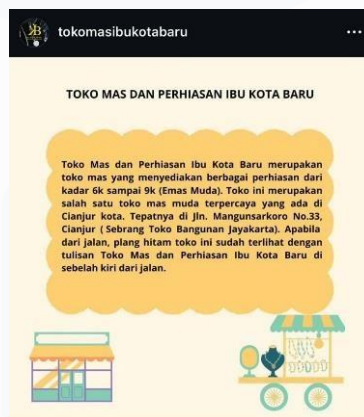 tokomasibukotabaru
TOKO MAS DAN PERHIASAN IBU KOTA BARU
Toko Mas dan Perhiasan Ibu Kota Baru merupakan
toko mas yang menyediakan berbagai perhiasan dari
kadar 6k sampai 9k (Emas Muda). Toko ini merupakan
salah satu toko mas muda terpercaya yang ada di
Cianjur kota. Tepatnya di Jln. Mangunsarkoro No.33,
Cianjur ( Sebrang Toko Bangunan Jayakarta). Apabila
dari jalan, plang hitam toko ini sudah terlihat dengan
tulisan Toko Mas dan Perhiasan Ibu Kota Baru di
sebelah kiri dari jalan.